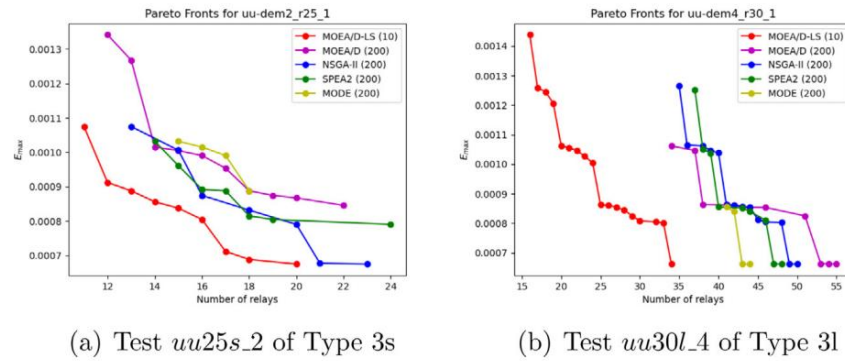 Pareto Fronts for uu-dem2_r25_1
MOEA/D-LS (10)
MOEA/D (200)
NSGA-II (200)
SPEA2 (200)
MODE (200)
0.0013
0.0012
0.0011
0.0010
0.0009
0.0008
0.0007
E_max
12 14 16 18 20 22 24
Number of relays
(a) Test uu25s_2 of Type 3s
Pareto Fronts for uu-dem4_r30_1
MOEA/D-LS (10)
MOEA/D (200)
NSGA-II (200)
SPEA2 (200)
MODE (200)
0.0014
0.0013
0.0012
0.0011
0.0010
0.0009
0.0008
0.0007
E_max
15 20 25 30 35 40 45 50 55
Number of relays
(b) Test uu30l_4 of Type 3l